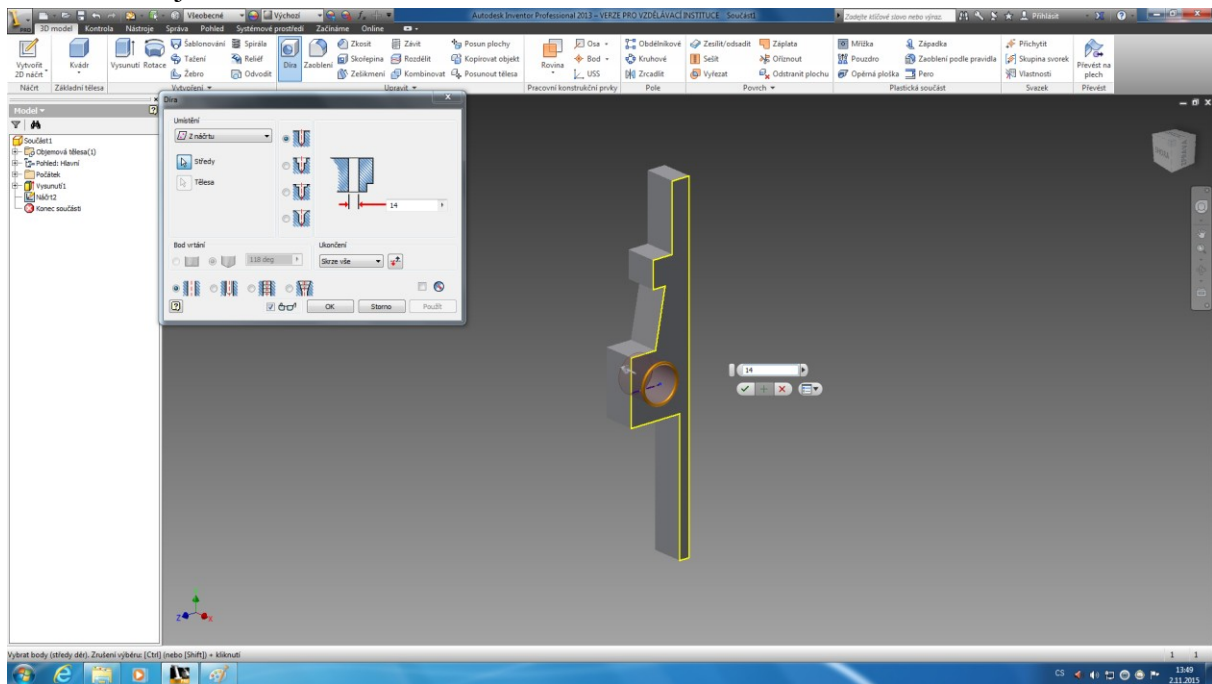 Všeobecné
Výchozí
Autodesk Inventor Professional 2013 - VERZE PRO VZDĚLÁVACÍ INSTITUCE Součást1
Zadejte klíčové slovo nebo výraz.
Přihlásit
PRO
3D model Kontrola Nástroje Správa Pohled Systémové prostředí Začínáme Online
Vytvořit 2D náčrt
Kvádr
Vysunutí Rotace
Šablonování Spirála
Tažení Reliéf
Žebro Odvodit
Díra Zaoblení
Zkosit Závit Posun plochy
Skořepina Rozdělit Kopírovat objekt
Zešikmení Kombinovat Posunout tělesa
Rovina
Osa
Bod
USS
Obdélníkové
Kruhové
Zrcadlit
Zesílit/odsadit Záplata
Sešít Oříznout
Vyřezat Odstranit plochu
Mřížka Západka
Pouzdro Zaoblení podle pravidla
Opěrná ploška Pero
Přichytit
Skupina svorek
Vlastnosti
Převést na plech
Náčrt Základní tělesa Vytvoření Upravit Pracovní konstrukční prvky Pole Povrch Plastická součást Svazek Převést
Model
Součást1
Objemová tělesa(1)
Pohled: Hlavní
Počátek
Vysunutí1
Náčrt2
Konec součásti
Díra
Umístění
Z náčrtu
Středy
Tělesa
14
Bod vrtání
118 deg
Ukončení
Skrze vše
OK Storno Použít
14
Z
X
Vybrat body (středy děr). Zrušení výběru: [Ctrl] (nebo [Shift]) + kliknutí
1 1
CS
13:49
2.11.2015